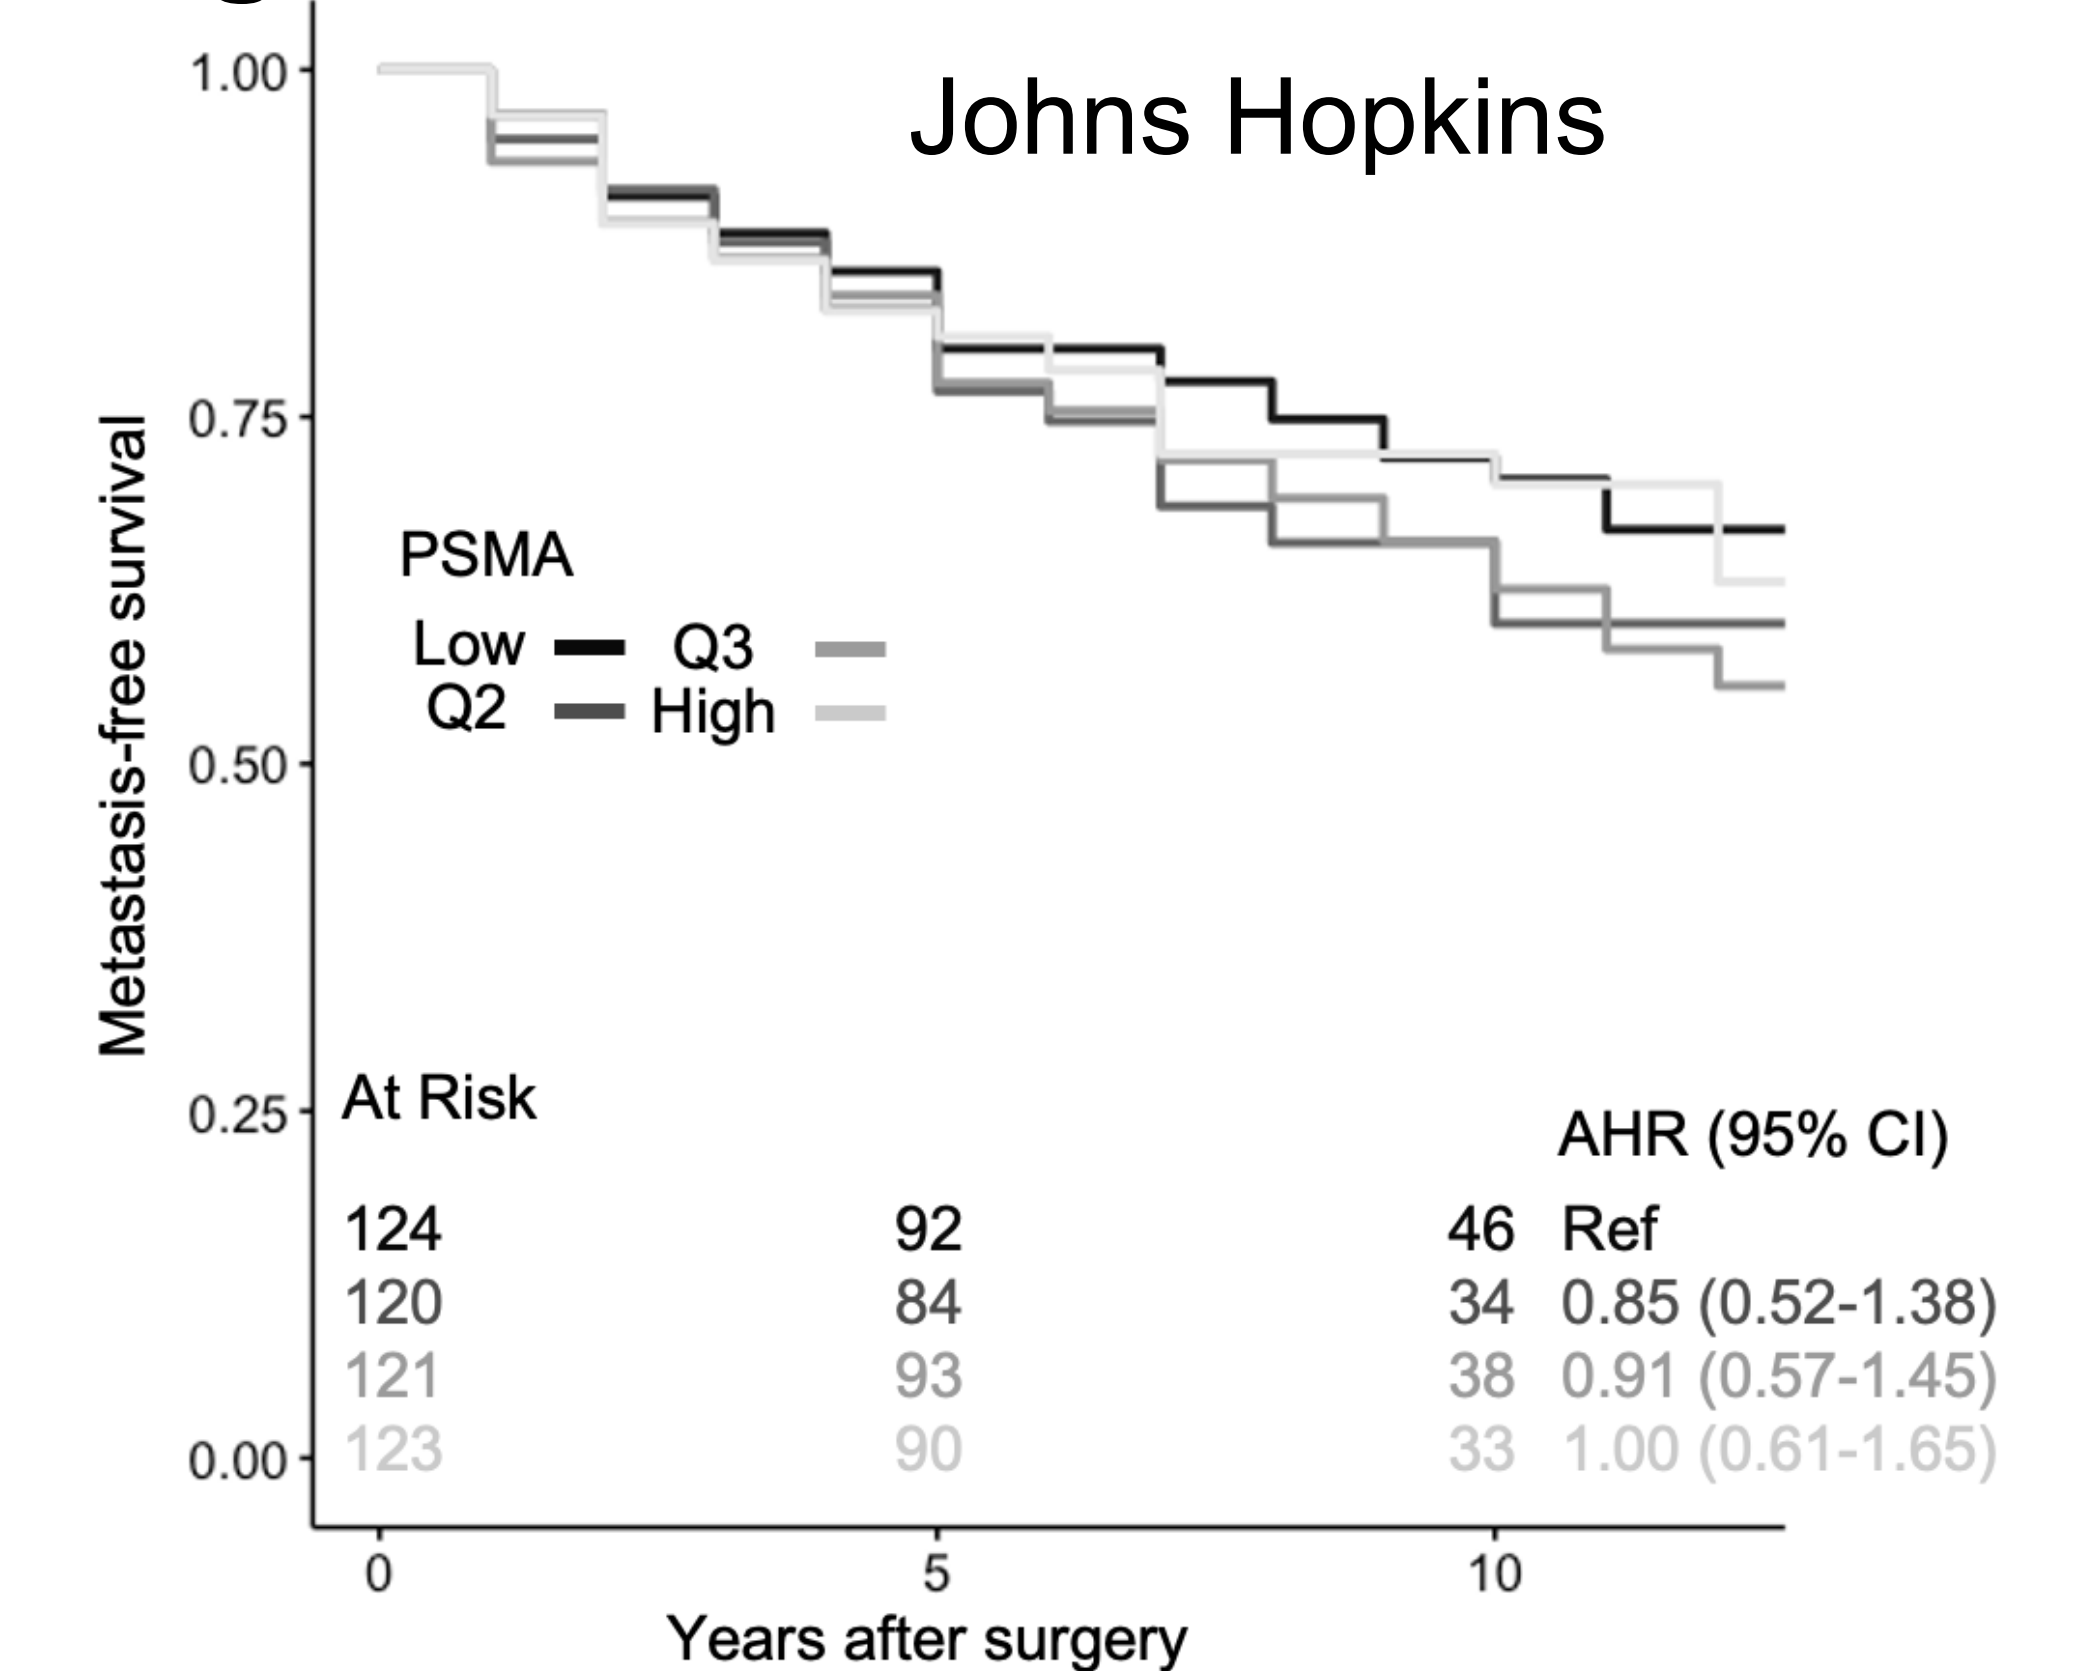 Johns Hopkins
1.00
0.75
0.50
0.25
0.00
Metastasis-free survival
PSMA
Low Q3
Q2 High
At Risk
AHR (95% CI)
124 92 46 Ref
120 84 34 0.85 (0.52-1.38)
121 93 38 0.91 (0.57-1.45)
123 90 33 1.00 (0.61-1.65)
0 5 10
Years after surgery